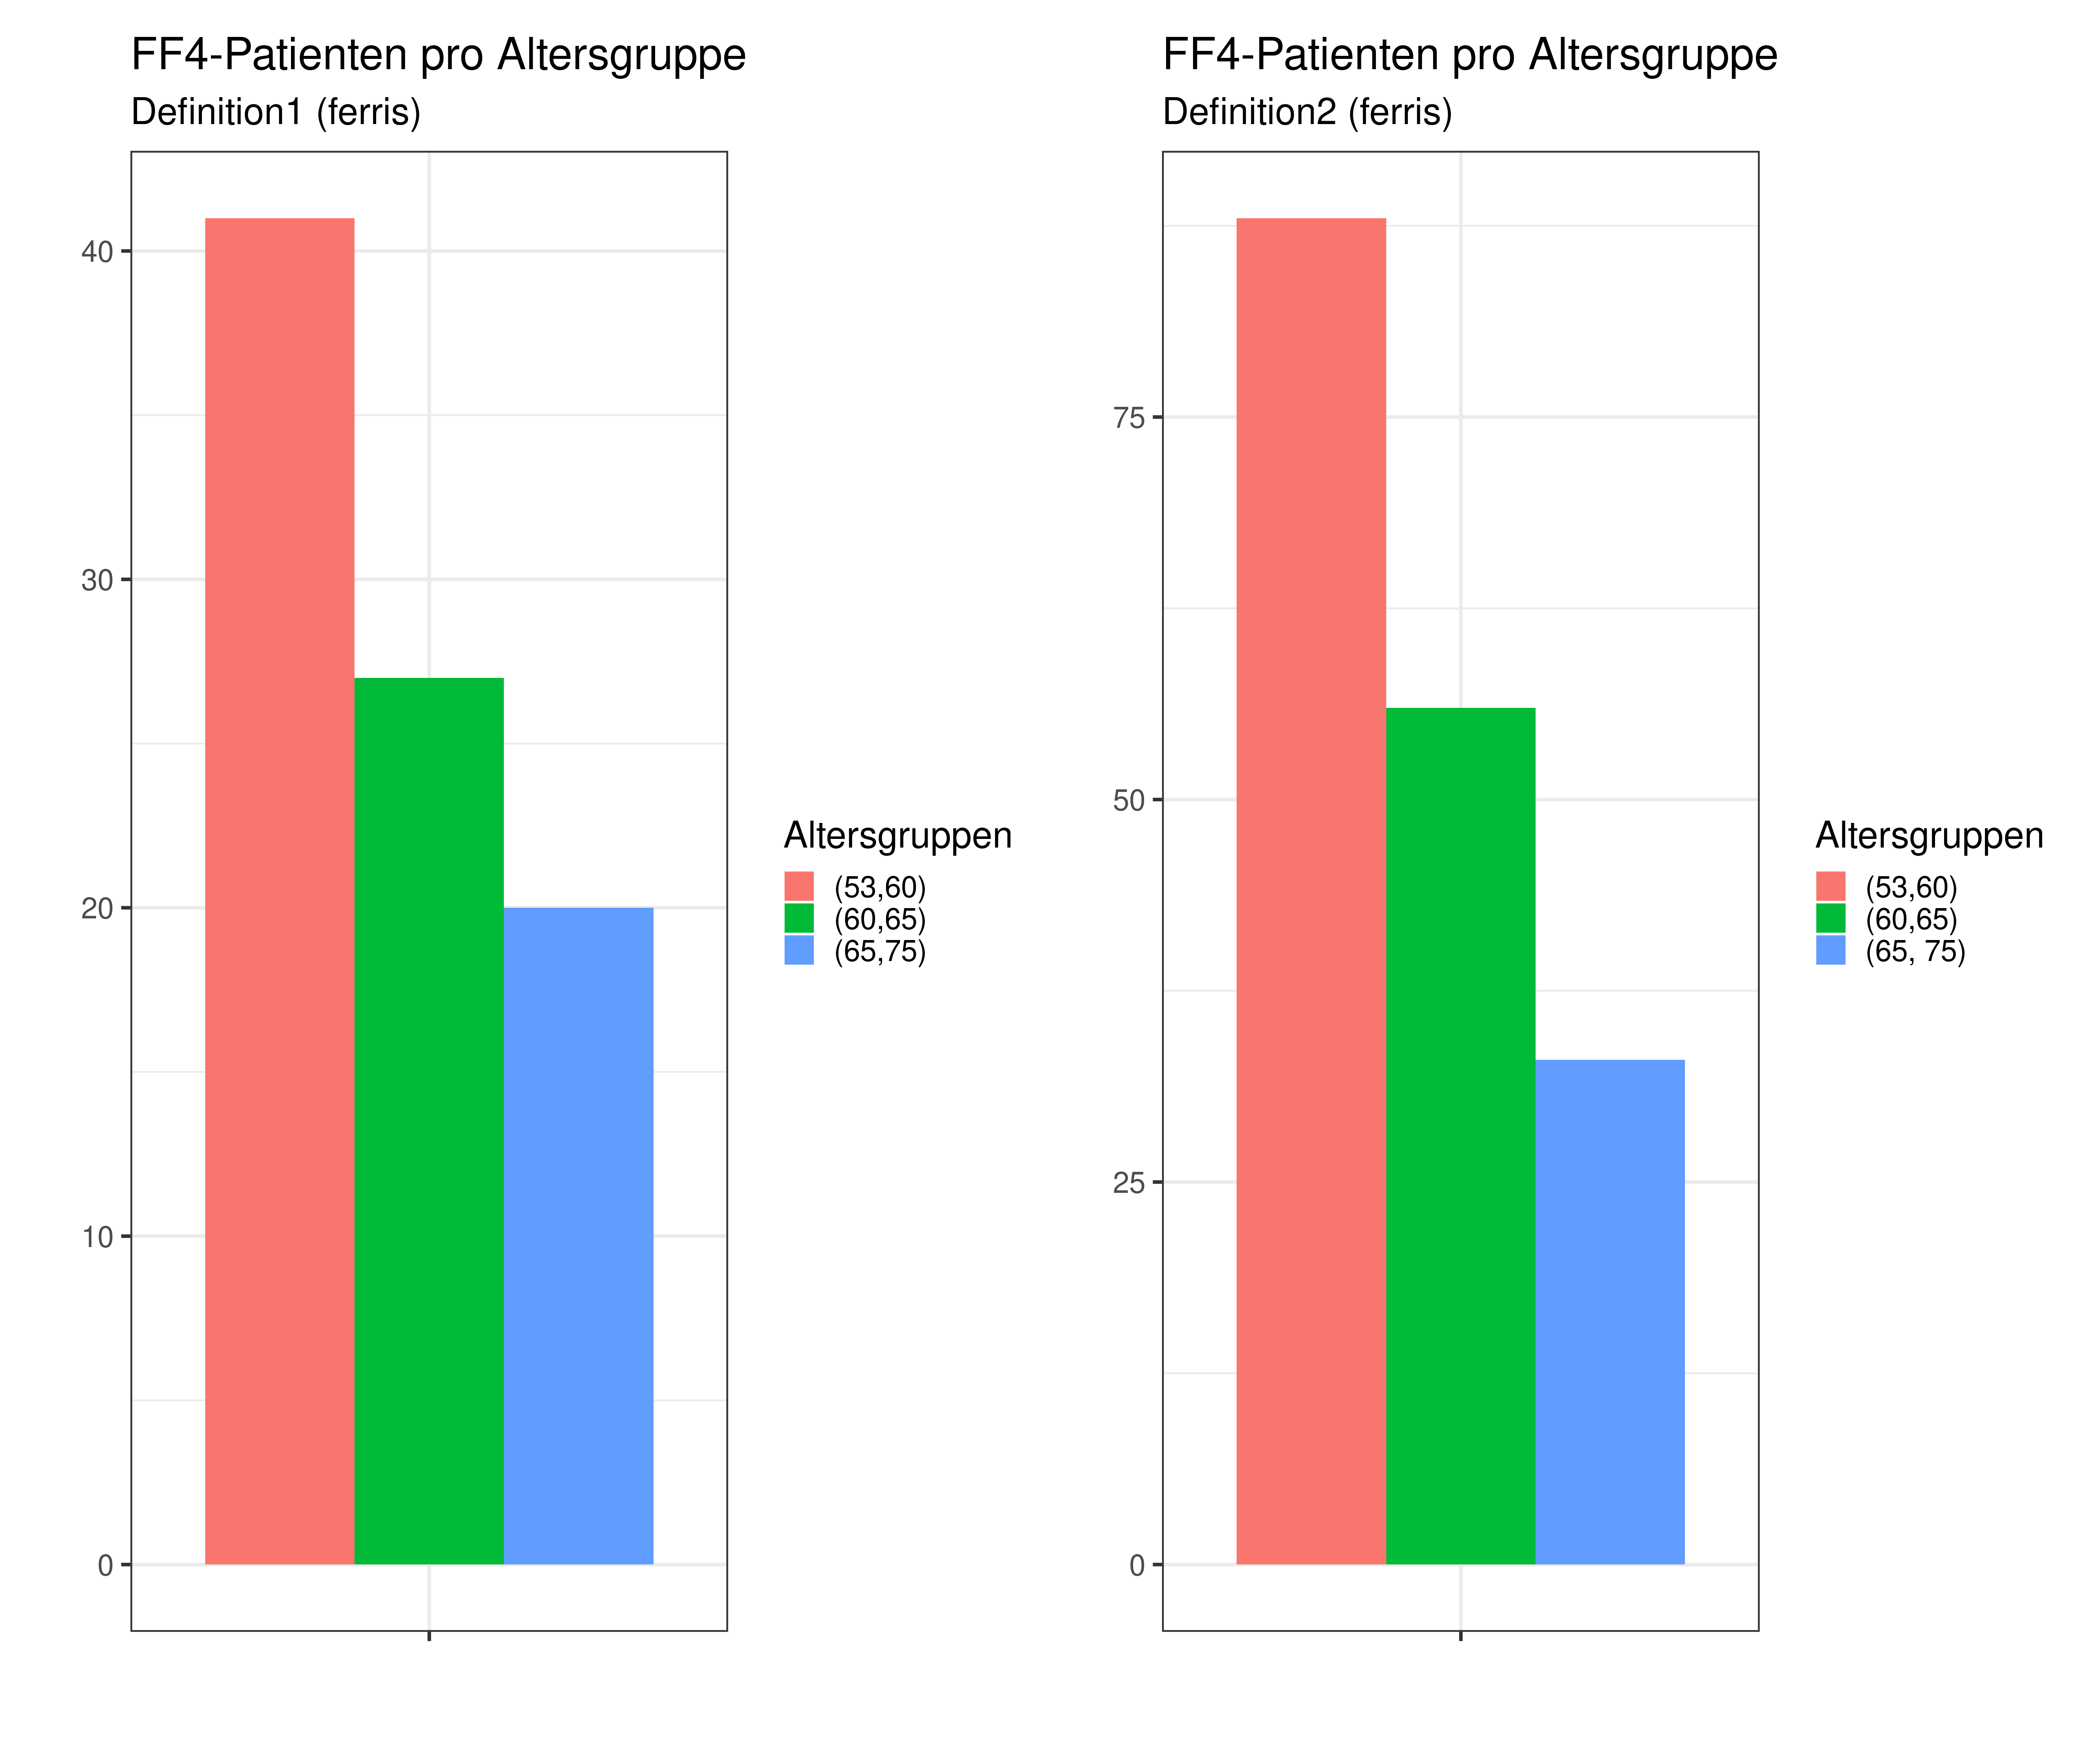 FF4-Patienten pro Altersgruppe
Definition1 (ferris)
40
30
20
10
0
Altersgruppen
(53,60)
(60,65)
(65,75)
FF4-Patienten pro Altersgruppe
Definition2 (ferris)
75
50
25
0
Altersgruppen
(53,60)
(60,65)
(65, 75)